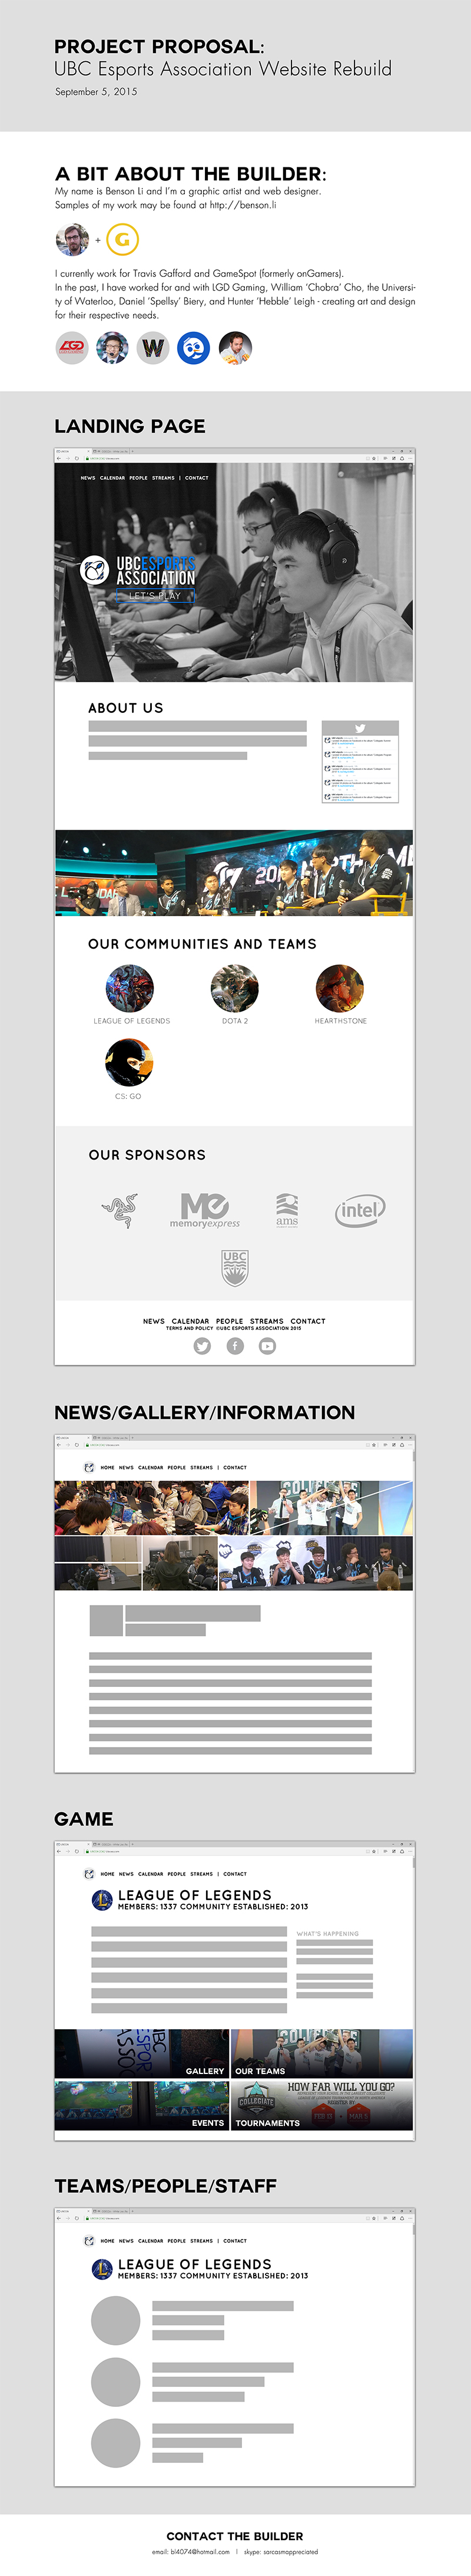 PROJECT PROPOSAL:
UBC Esports Association Website Rebuild
September 5, 2015
A BIT ABOUT THE BUILDER:
My name is Benson Li and I'm a graphic artist and web designer.
Samples of my work may be found at http://benson.li
+ G
I currently work for Travis Gafford and GameSpot (formerly onGamers).
In the past, I have worked for and with LGD Gaming, William 'Chobra' Cho, the Universi-
ty of Waterloo, Daniel 'Spellsy' Biery, and Hunter 'Hebble' Leigh - creating art and design
for their respective needs.
LGD W
LANDING PAGE
NEWS CALENDAR PEOPLE STREAMS | CONTACT
UBCESPORTS
ASSOCIATION
LET'S PLAY
ABOUT US
OUR COMMUNITIES AND TEAMS
LEAGUE OF LEGENDS DOTA 2 HEARTHSTONE
CS: GO
OUR SPONSORS
Me
memoryexpress
ams
intel
UBC
NEWS CALENDAR PEOPLE STREAMS CONTACT
TERMS AND POLICY ©UBC ESPORTS ASSOCIATION 2015
NEWS/GALLERY/INFORMATION
HOME NEWS CALENDAR PEOPLE STREAMS | CONTACT
GAME
HOME NEWS CALENDAR PEOPLE STREAMS | CONTACT
LEAGUE OF LEGENDS
MEMBERS: 1337 COMMUNITY ESTABLISHED: 2013
WHAT'S HAPPENING
GALLERY
OUR TEAMS
HOW FAR WILL YOU GO?
COLLEGIATE
EVENTS
TOURNAMENTS
TEAMS/PEOPLE/STAFF
HOME NEWS CALENDAR PEOPLE STREAMS | CONTACT
LEAGUE OF LEGENDS
MEMBERS: 1337 COMMUNITY ESTABLISHED: 2013
CONTACT THE BUILDER
email: bl4074@hotmail.com | skype: sarcasmappreciated